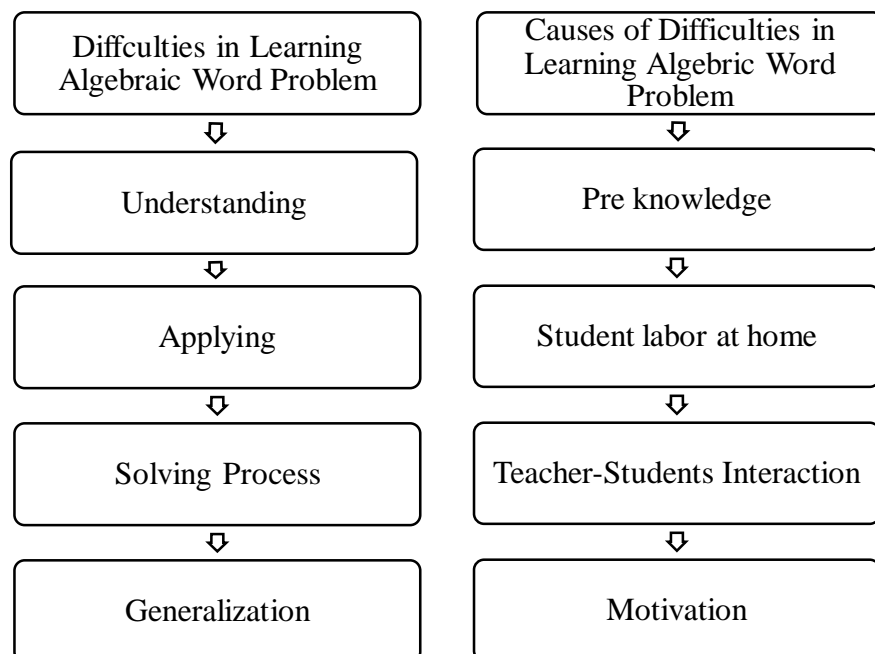 Diffculties in Learning
Algebraic Word Problem
Understanding
Applying
Solving Process
Generalization
Causes of Difficulties in
Learning Algebric Word
Problem
Pre knowledge
Student labor at home
Teacher-Students Interaction
Motivation